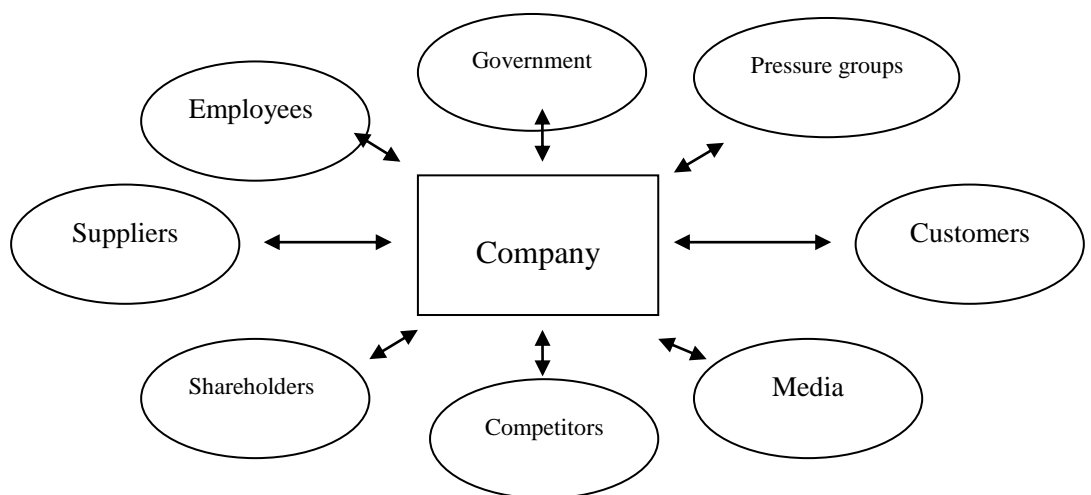 Government
Pressure groups
Employees
Suppliers
Company
Customers
Shareholders
Competitors
Media